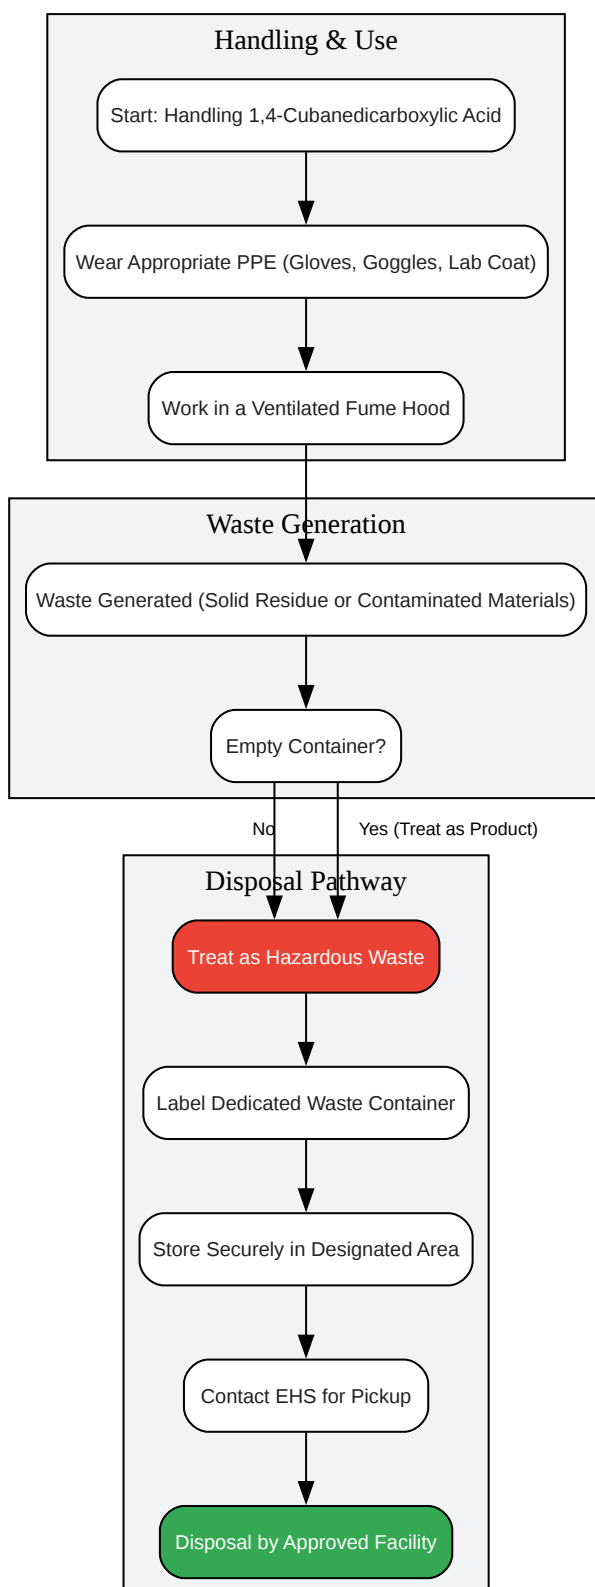 Handling & Use
Start: Handling 1,4-Cubanedicarboxylic Acid
Wear Appropriate PPE (Gloves, Goggles, Lab Coat)
Work in a Ventilated Fume Hood
Waste Generation
Waste Generated (Solid Residue or Contaminated Materials)
Empty Container?
No
Yes (Treat as Product)
Disposal Pathway
Treat as Hazardous Waste
Label Dedicated Waste Container
Store Securely in Designated Area
Contact EHS for Pickup
Disposal by Approved Facility